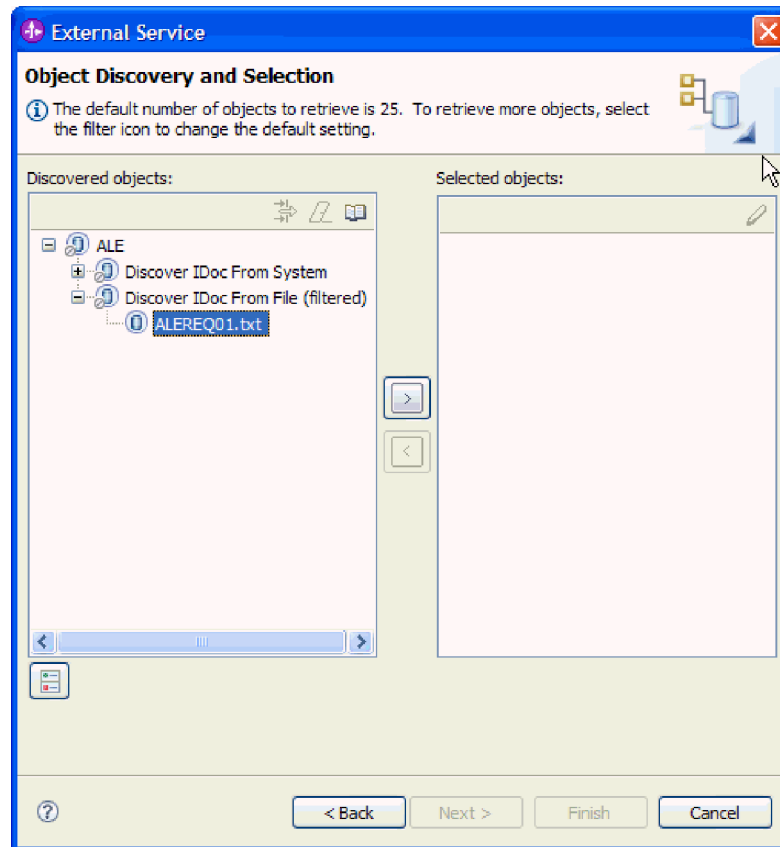 External Service
Object Discovery and Selection
The default number of objects to retrieve is 25. To retrieve more objects, select
the filter icon to change the default setting.
Discovered objects:
Selected objects:
ALE
Discover IDoc From System
Discover IDoc From File (filtered)
ALEREQ01.txt
>
<
< Back
Next >
Finish
Cancel